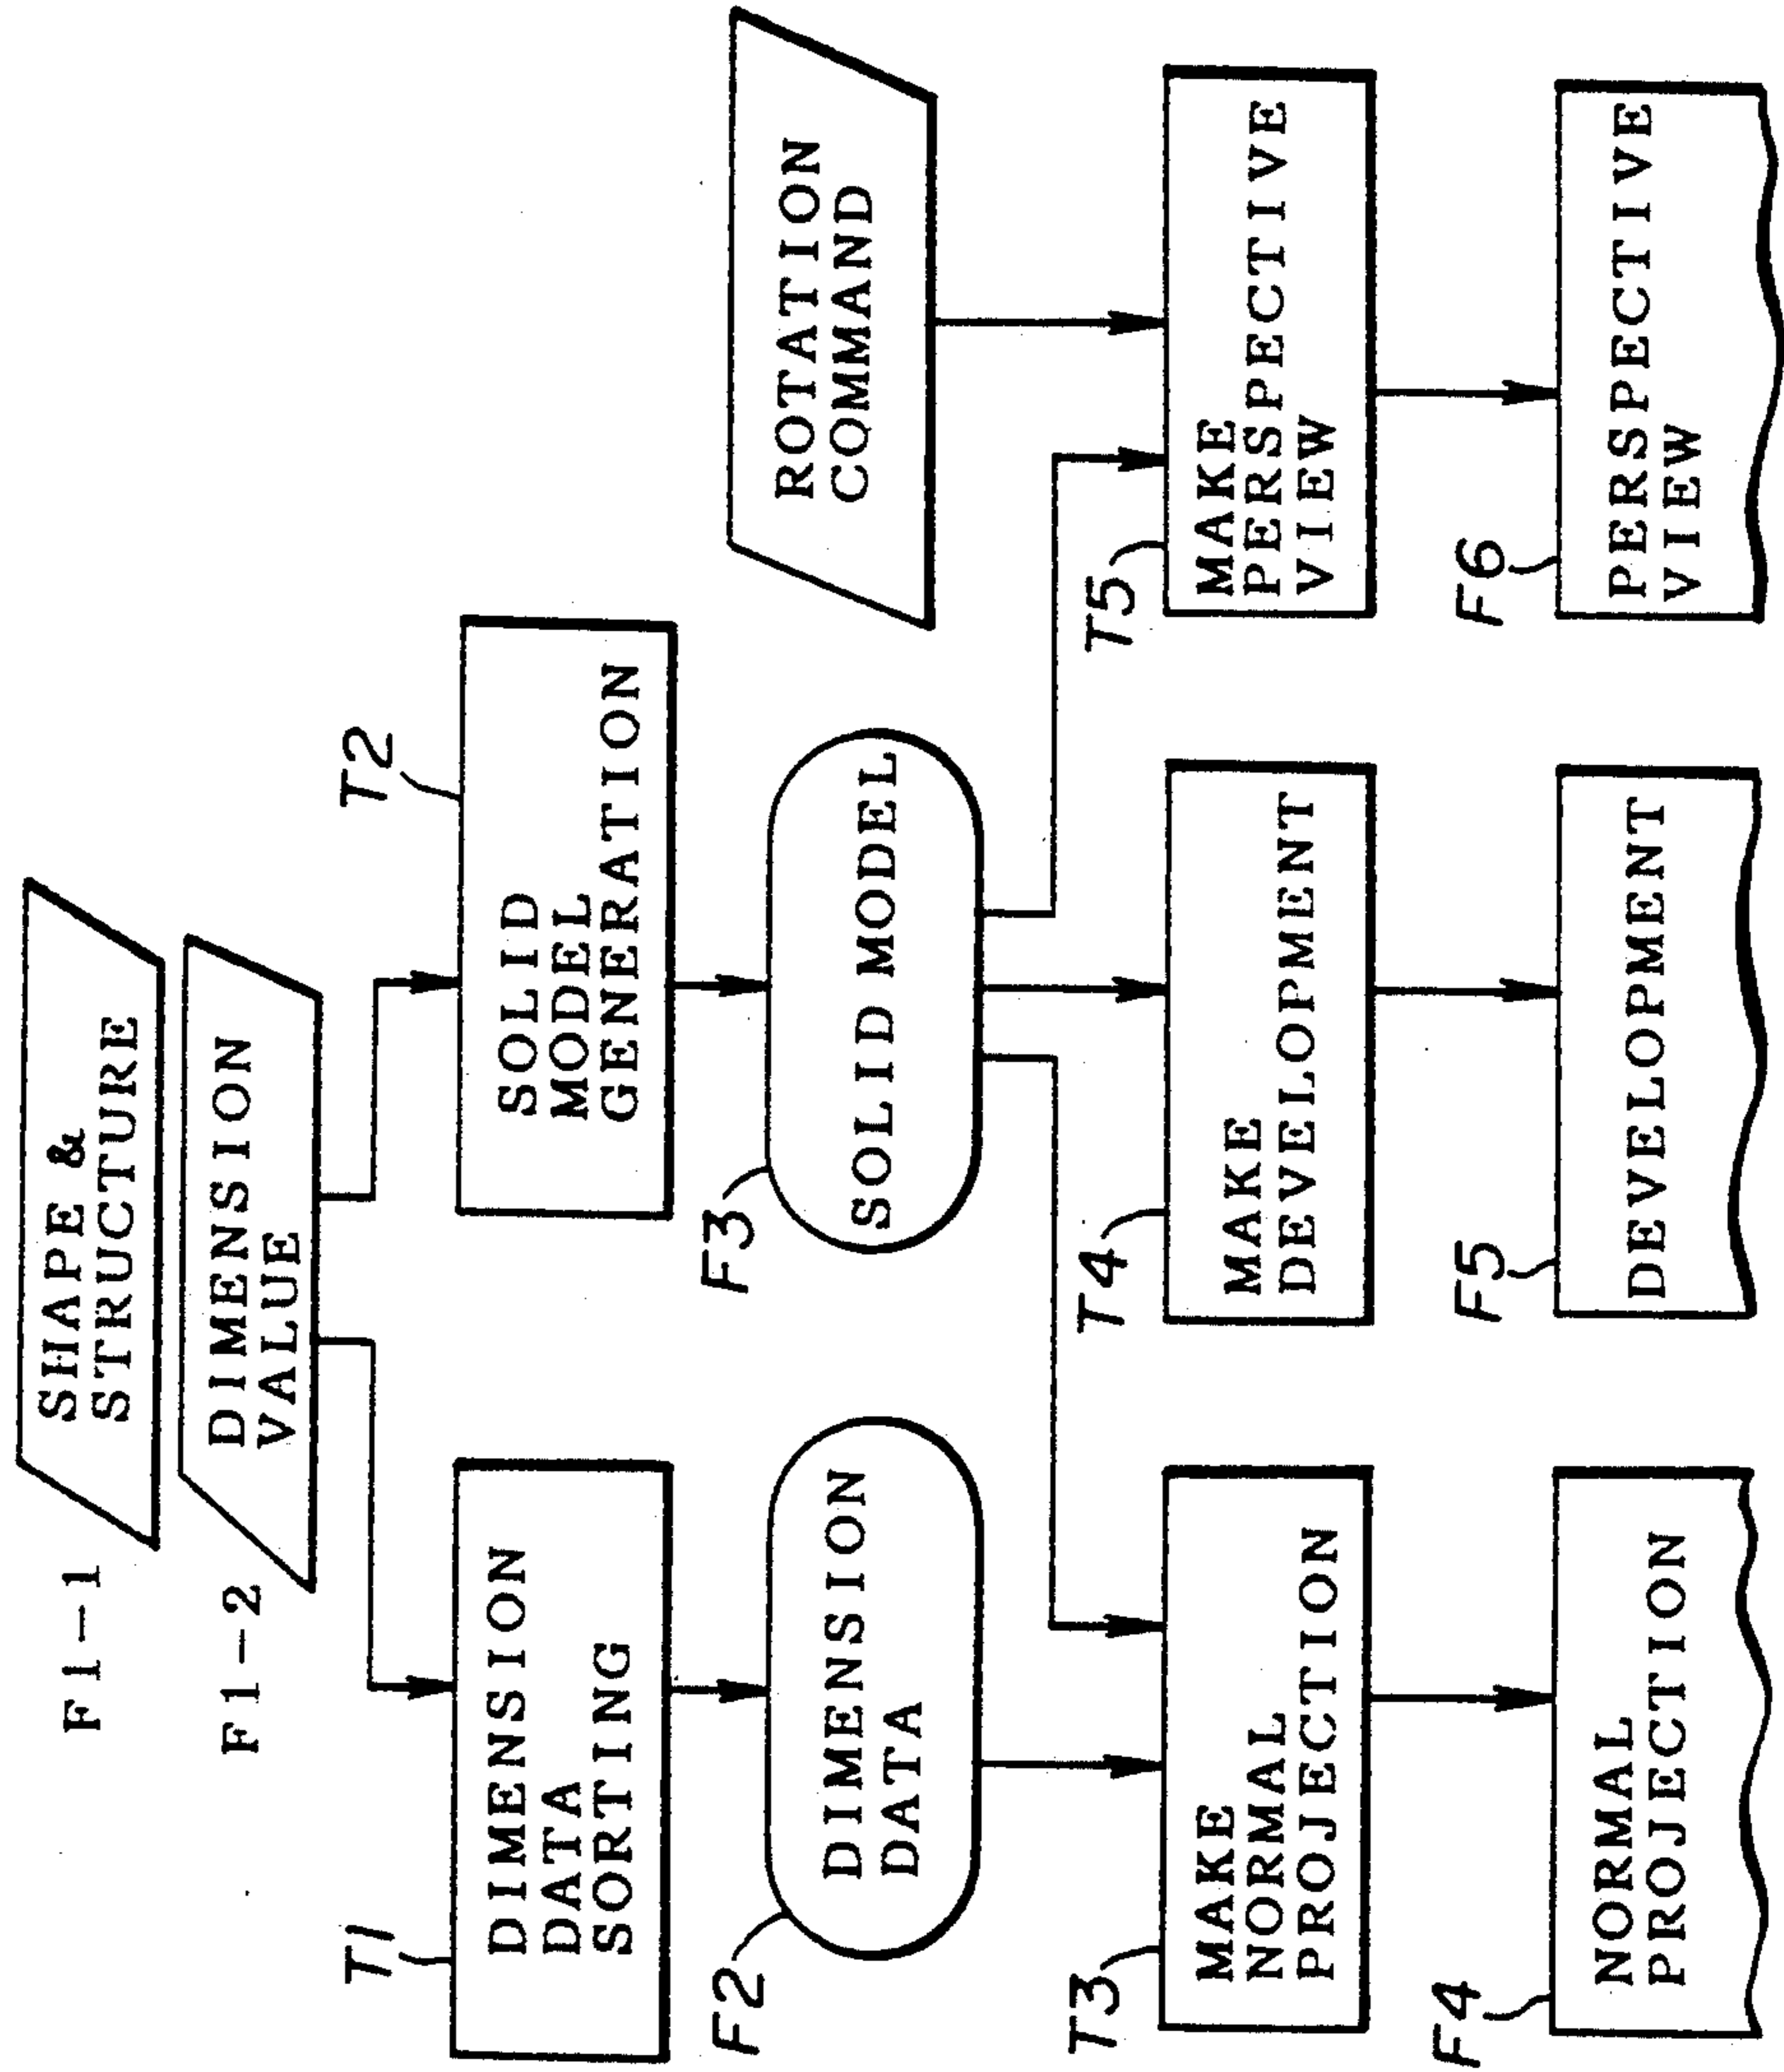 F1-1
SHAPE &
STRUCTURE
F1-2
DIMENSION
VALUE
T1
DIMENSION
DATA
SORTING
T2
SOLID
MODEL
GENERATION
F2
DIMENSION
DATA
F3
SOLID MODEL
ROTATION
COMMAND
T3
MAKE
NORMAL
PROJECTION
T4
MAKE
DEVELOPMENT
T5
MAKE
PERSPECTIVE
VIEW
F4
NORMAL
PROJECTION
F5
DEVELOPMENT
F6
PERSPECTIVE
VIEW